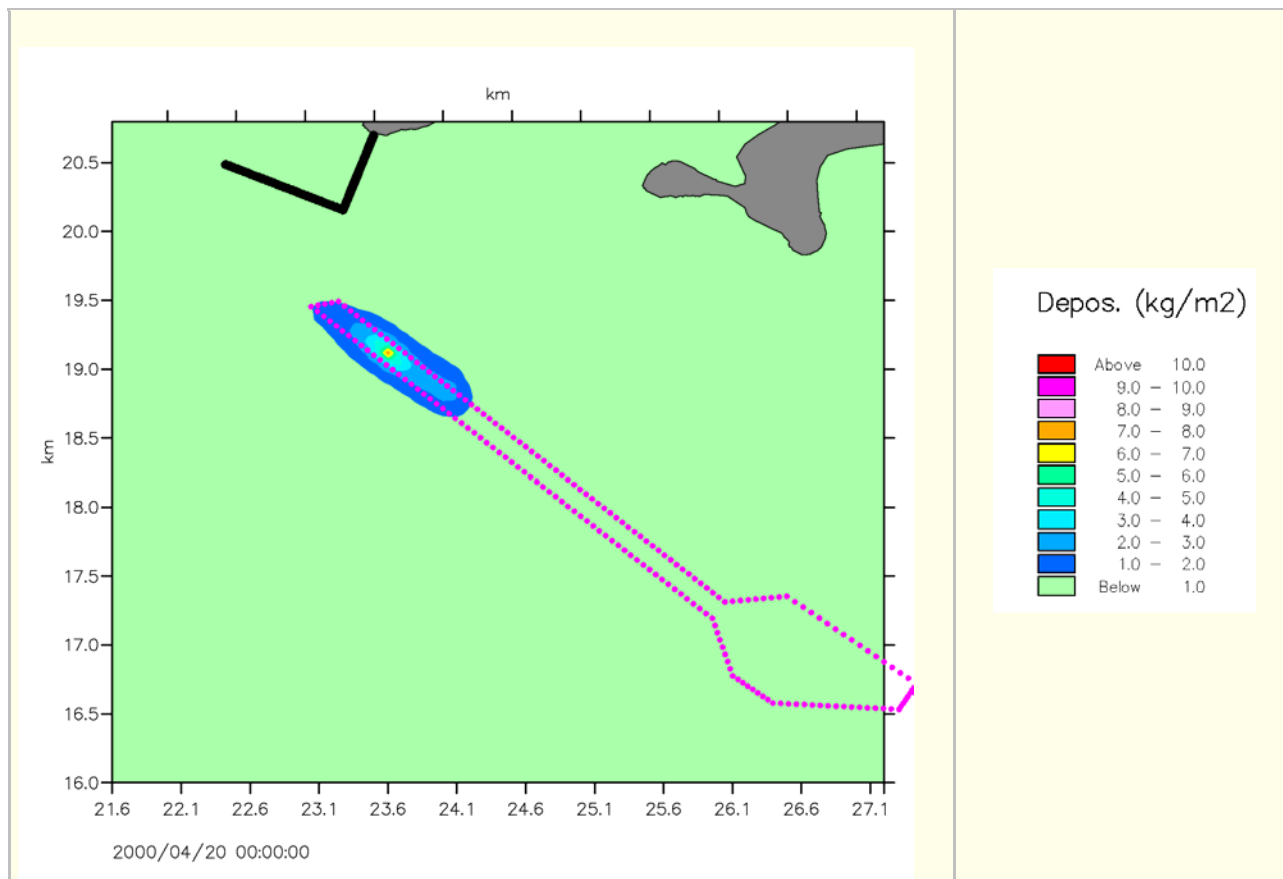 km
20.5
20.0
19.5
19.0
18.5
18.0
17.5
17.0
16.5
16.0
km
21.6 22.1 22.6 23.1 23.6 24.1 24.6 25.1 25.6 26.1 26.6 27.1
2000/04/20 00:00:00
Depos. (kg/m2)
Above 10.0
9.0 – 10.0
8.0 – 9.0
7.0 – 8.0
6.0 – 7.0
5.0 – 6.0
4.0 – 5.0
3.0 – 4.0
2.0 – 3.0
1.0 – 2.0
Below 1.0